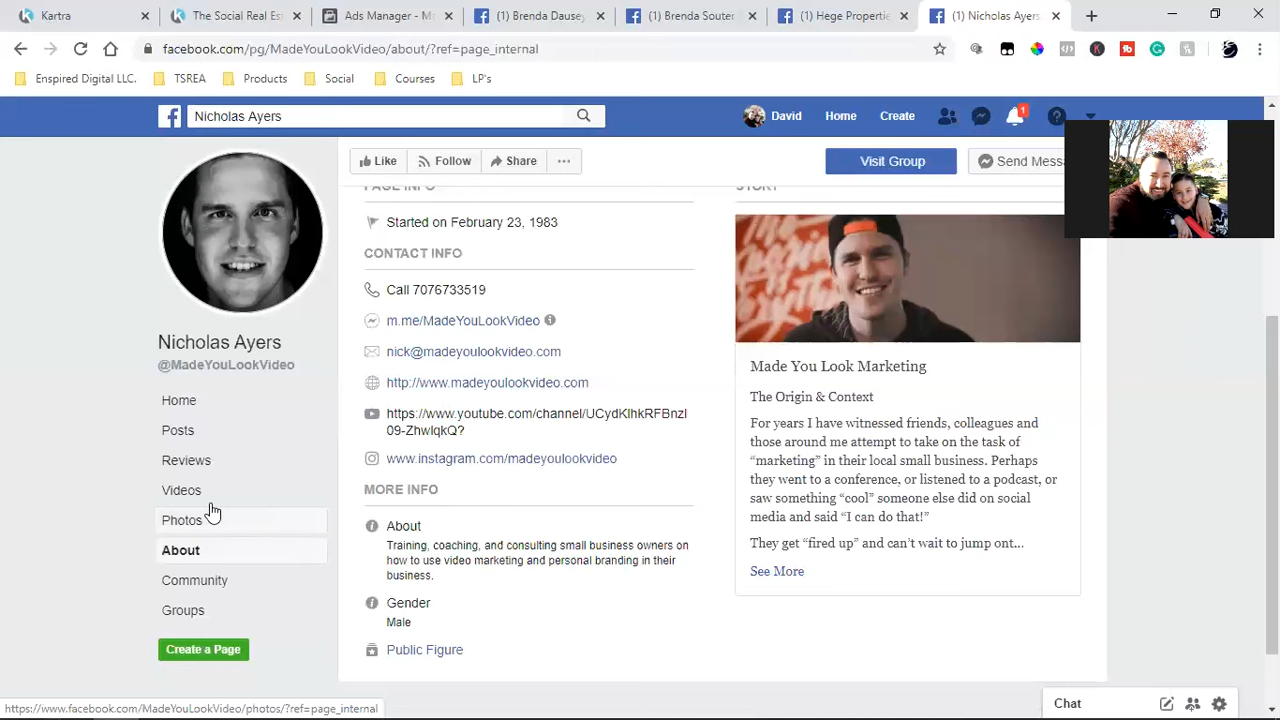 Kartra
The Social Real Est
Ads Manager - M
(1) Brenda Dausey
(1) Brenda Souter
(1) Hege Propertie
(1) Nicholas Ayers
facebook.com/pg/MadeYouLookVideo/about/?ref=page_internal
Enspired Digital LLC.
TSREA
Products
Social
Courses
LP's
Nicholas Ayers
David
Home
Create
1
Like
Follow
Share
Visit Group
Send Mess
Nicholas Ayers
@MadeYouLookVideo
Home
Posts
Reviews
Videos
Photos
About
Community
Groups
Create a Page
PAGE INFO
Started on February 23, 1983
CONTACT INFO
Call 7076733519
m.me/MadeYouLookVideo
nick@madeyoulookvideo.com
http://www.madeyoulookvideo.com
https://www.youtube.com/channel/UCydKlhkRFBnzl
09-ZhwlqkQ?
www.instagram.com/madeyoulookvideo
MORE INFO
About
Training, coaching, and consulting small business owners on
how to use video marketing and personal branding in their
business.
Gender
Male
Public Figure
STORY
Made You Look Marketing
The Origin & Context
For years I have witnessed friends, colleagues and
those around me attempt to take on the task of
“marketing” in their local small business. Perhaps
they went to a conference, or listened to a podcast, or
saw something “cool” someone else did on social
media and said “I can do that!”
They get “fired up” and can’t wait to jump ont...
See More
Chat
https://www.facebook.com/MadeYouLookVideo/photos/?ref=page_internal